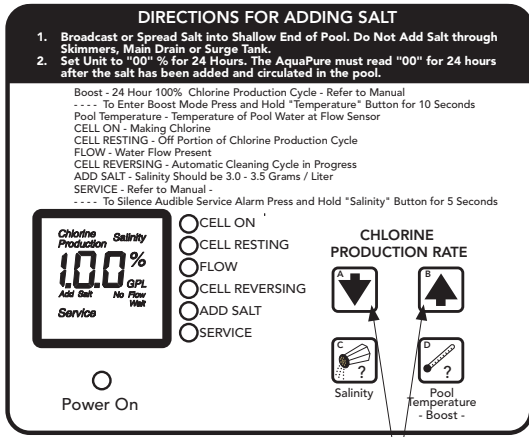 DIRECTIONS FOR ADDING SALT
1. Broadcast or Spread Salt into Shallow End of Pool. Do Not Add Salt through
Skimmers, Main Drain or Surge Tank.
2. Set Unit to "00" % for 24 Hours. The AquaPure must read "00" for 24 hours
after the salt has been added and circulated in the pool.
Boost - 24 Hour 100% Chlorine Production Cycle - Refer to Manual
- - - - To Enter Boost Mode Press and Hold "Temperature" Button for 10 Seconds
Pool Temperature - Temperature of Pool Water at Flow Sensor
CELL ON - Making Chlorine
CELL RESTING - Off Portion of Chlorine Production Cycle
FLOW - Water Flow Present
CELL REVERSING - Automatic Cleaning Cycle in Progress
ADD SALT - Salinity Should be 3.0 - 3.5 Grams / Liter
SERVICE - Refer to Manual -
- - - - To Silence Audible Service Alarm Press and Hold "Salinity" Button for 5 Seconds
Chlorine
Production Salinity
1.0.0 %
GPL
Add Salt No Flow
Wait
Service
CELL ON
CELL RESTING
FLOW
CELL REVERSING
ADD SALT
SERVICE
Power On
CHLORINE
PRODUCTION RATE
A B
C D
? ?
Salinity Pool
Temperature
- Boost -